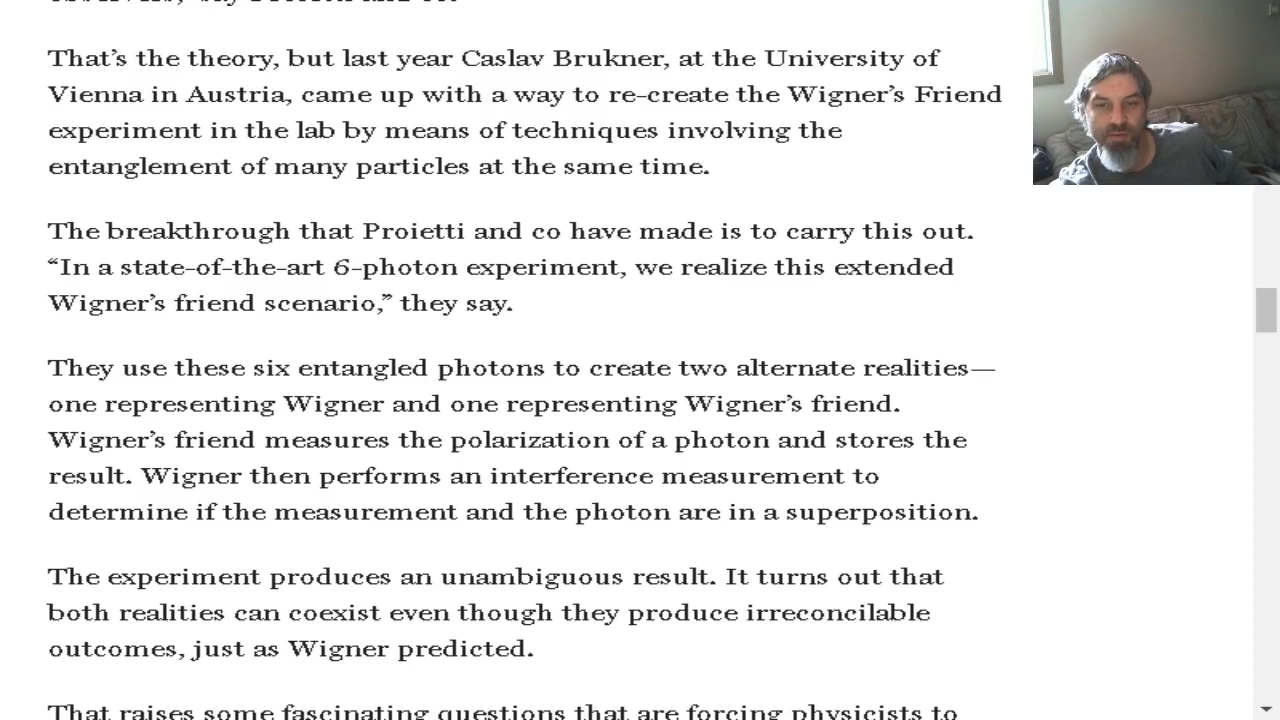 That’s the theory, but last year Caslav Brukner, at the University of
Vienna in Austria, came up with a way to re-create the Wigner’s Friend
experiment in the lab by means of techniques involving the
entanglement of many particles at the same time.
The breakthrough that Proietti and co have made is to carry this out.
“In a state-of-the-art 6-photon experiment, we realize this extended
Wigner’s friend scenario,” they say.
They use these six entangled photons to create two alternate realities—
one representing Wigner and one representing Wigner’s friend.
Wigner’s friend measures the polarization of a photon and stores the
result. Wigner then performs an interference measurement to
determine if the measurement and the photon are in a superposition.
The experiment produces an unambiguous result. It turns out that
both realities can coexist even though they produce irreconcilable
outcomes, just as Wigner predicted.
That raises some fascinating questions that are forcing physicists to